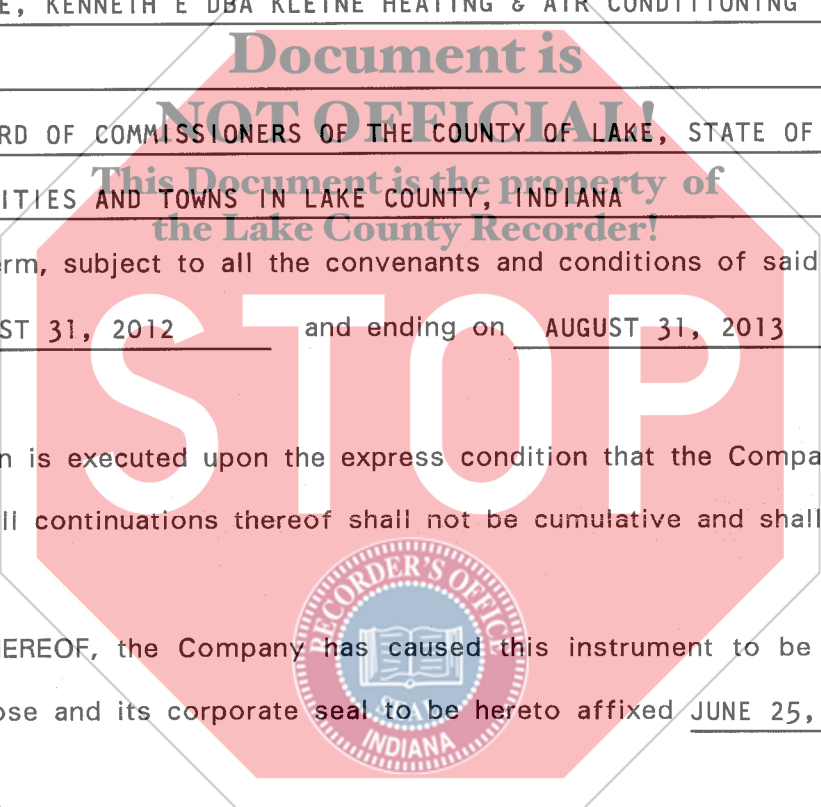 E, KENNETH E DBA KLEINE HEATING & AIR CONDITIONING
Document is
NOT OFFICIAL!
RD OF COMMISSIONERS OF THE COUNTY OF LAKE, STATE OF
This Document is the property of
ITIES AND TOWNS IN LAKE COUNTY, INDIANA
the Lake County Recorder!
erm, subject to all the convenants and conditions of said
ST 31, 2012 and ending on AUGUST 31, 2013
STOP
n is executed upon the express condition that the Compa
ll continuations thereof shall not be cumulative and shall
RECORDER'S OFFICE
HEREOF, the Company has caused this instrument to be
ose and its corporate seal to be hereto affixed JUNE 25,
SEAL
INDIANA